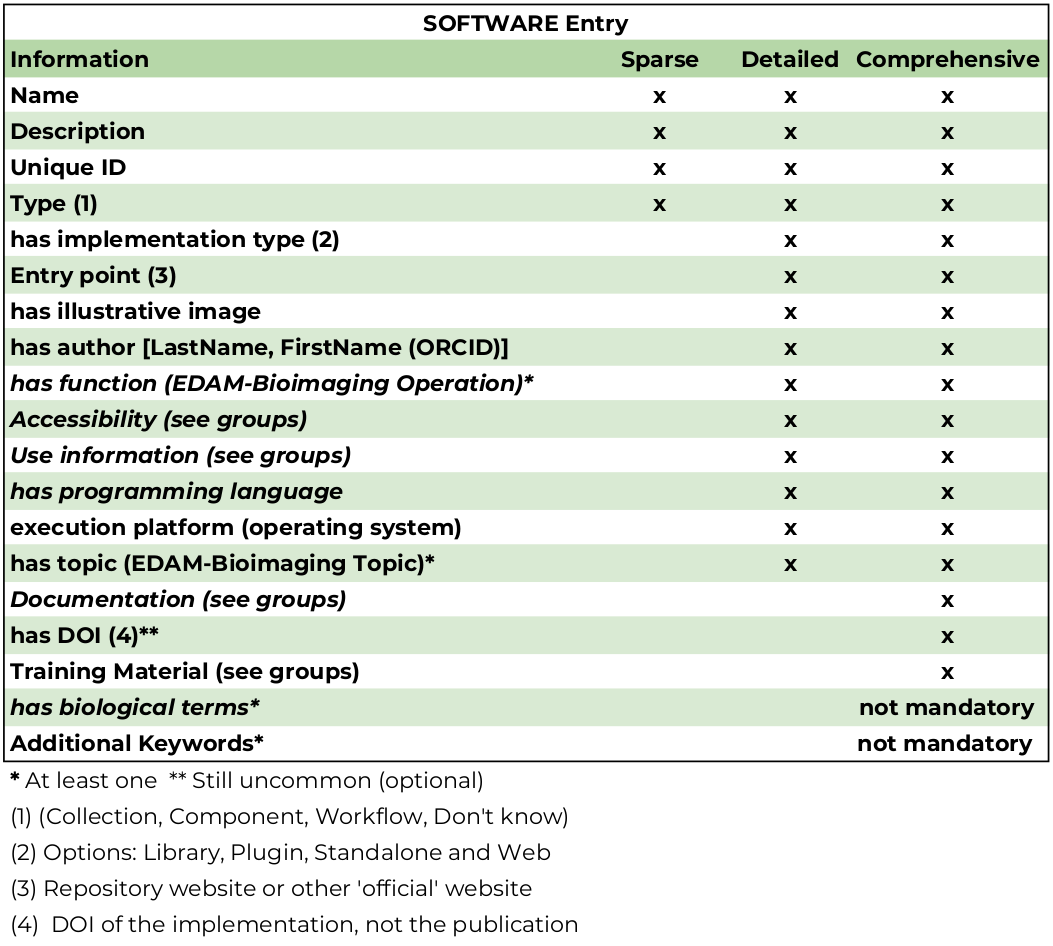 SOFTWARE Entry
Information Sparse Detailed Comprehensive
Name x x x
Description x x x
Unique ID x x x
Type (1) x x x
has implementation type (2) x x
Entry point (3) x x
has illustrative image x x
has author [LastName, FirstName (ORCID)] x x
has function (EDAM-Bioimaging Operation)* x x
Accessibility (see groups) x x
Use information (see groups) x x
has programming language x x
execution platform (operating system) x x
has topic (EDAM-Bioimaging Topic)* x x
Documentation (see groups) x
has DOI (4)** x
Training Material (see groups) x
has biological terms* not mandatory
Additional Keywords* not mandatory
* At least one ** Still uncommon (optional)
(1) (Collection, Component, Workflow, Don't know)
(2) Options: Library, Plugin, Standalone and Web
(3) Repository website or other 'official' website
(4) DOI of the implementation, not the publication